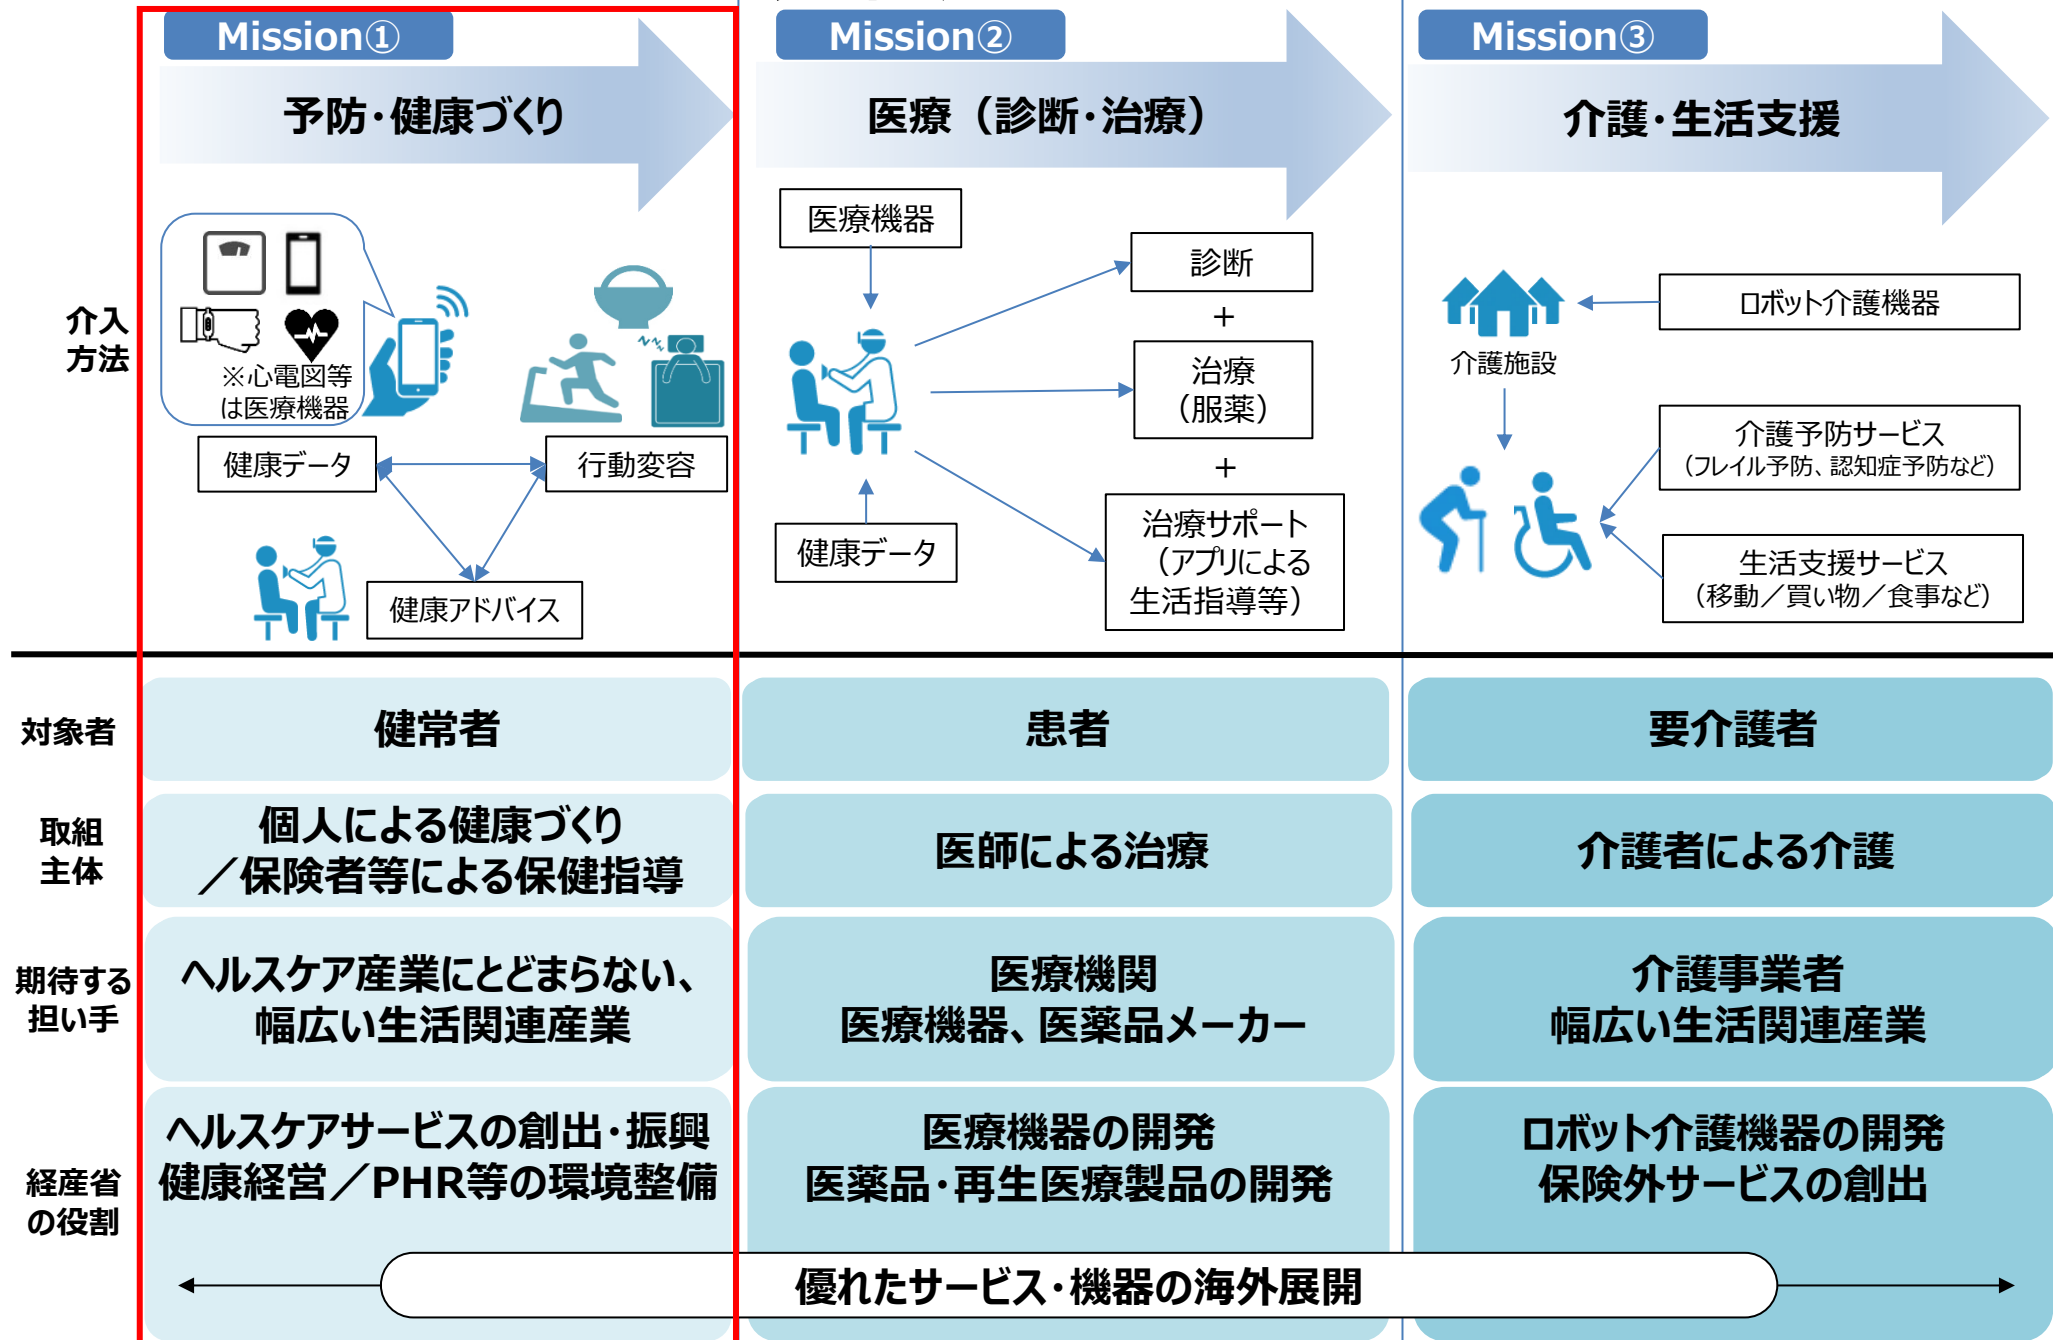 Mission①
予防・健康づくり
Mission②
医療（診断・治療）
Mission③
介護・生活支援
介入
方法
※心電図等
は医療機器
健康データ
行動変容
健康アドバイス
医療機器
健康データ
診断
+
治療
（服薬）
+
治療サポート
（アプリによる
生活指導等）
介護施設
ロボット介護機器
介護予防サービス
（フレイル予防、認知症予防など）
生活支援サービス
（移動／買い物／食事など）
対象者
健常者
患者
要介護者
取組
主体
個人による健康づくり
／保険者等による保健指導
医師による治療
介護者による介護
期待する
担い手
ヘルスケア産業にとどまらない、
幅広い生活関連産業
医療機関
医療機器、医薬品メーカー
介護事業者
幅広い生活関連産業
経産省
の役割
ヘルスケアサービスの創出・振興
健康経営／PHR等の環境整備
医療機器の開発
医薬品・再生医療製品の開発
ロボット介護機器の開発
保険外サービスの創出
優れたサービス・機器の海外展開